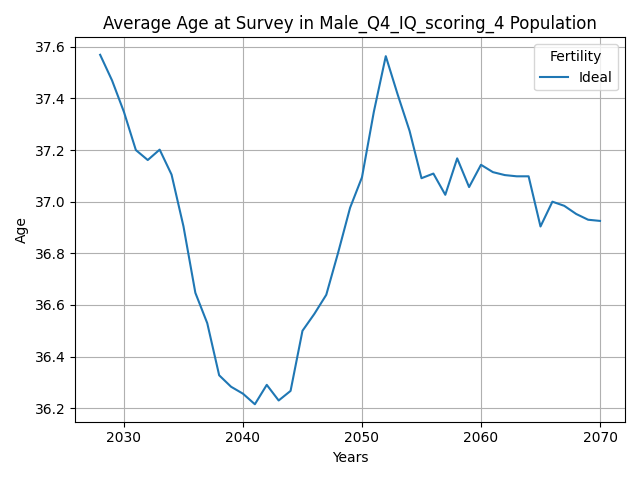 Average Age at Survey in Male_Q4_IQ_scoring_4 Population
Fertility
Ideal
Age
37.6
37.4
37.2
37.0
36.8
36.6
36.4
36.2
2030 2040 2050 2060 2070
Years